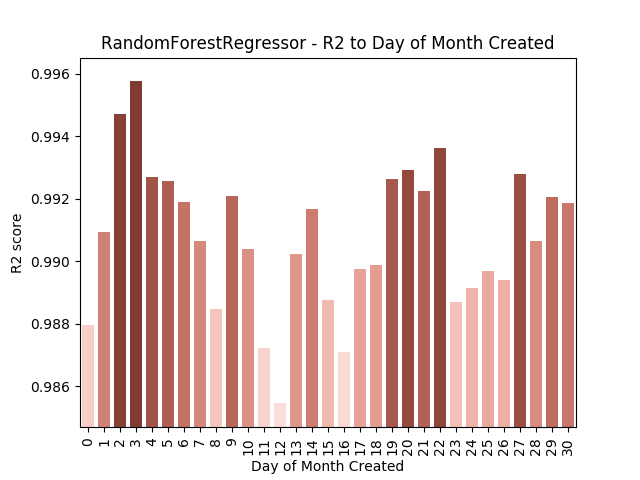 RandomForestRegressor - R2 to Day of Month Created
0.996
0.994
0.992
0.990
0.988
0.986
R2 score
0 1 2 3 4 5 6 7 8 9 10 11 12 13 14 15 16 17 18 19 20 21 22 23 24 25 26 27 28 29 30
Day of Month Created